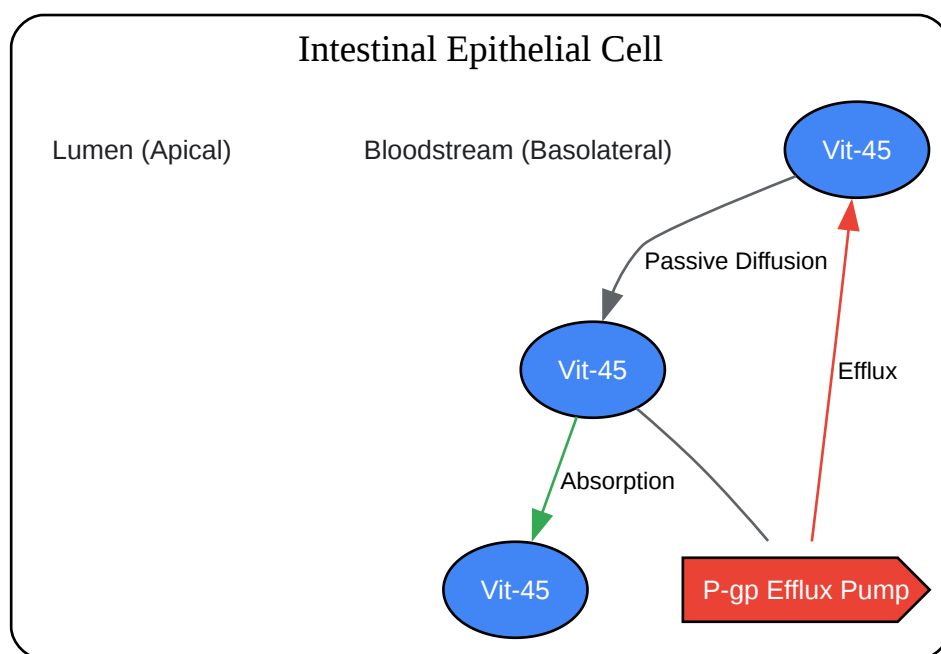 Intestinal Epithelial Cell
Lumen (Apical)
Bloodstream (Basolateral)
Vit-45
Passive Diffusion
Vit-45
Efflux
Absorption
Vit-45
P-gp Efflux Pump